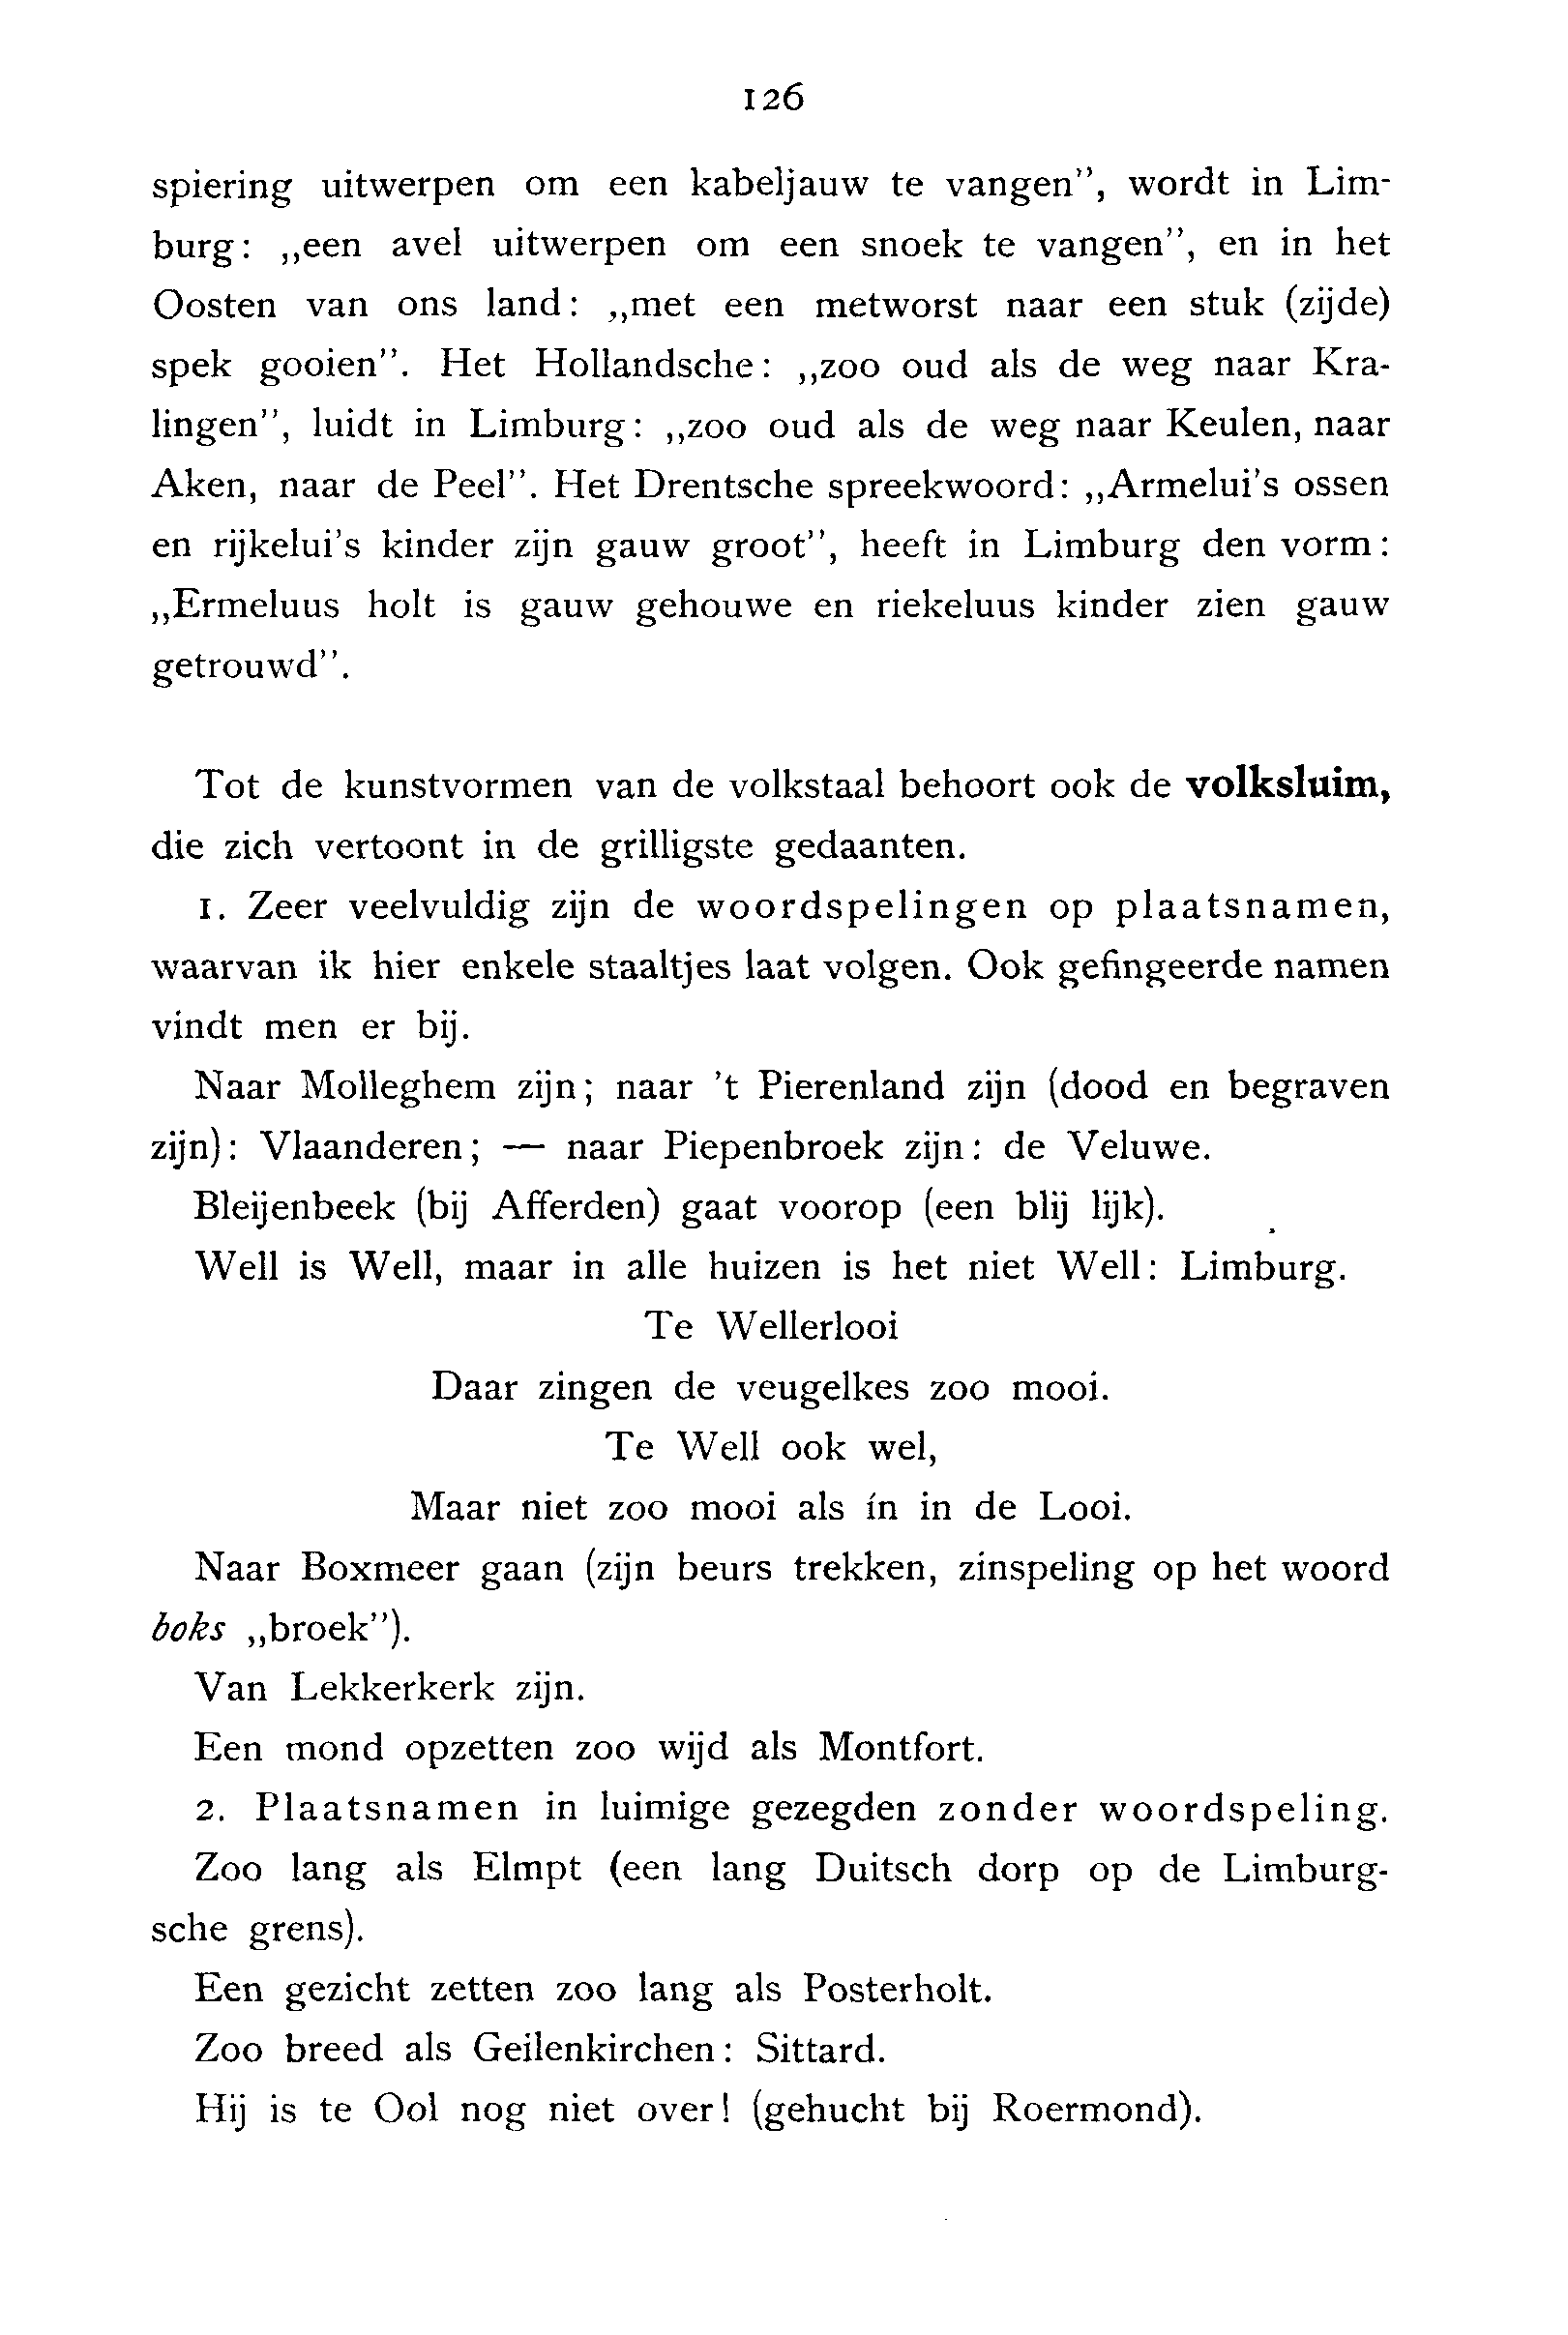 126
spiering uitwerpen om een kabeljauw te vangen”, wordt in Lim-
burg: „een avel uitwerpen om een snoek te vangen”, en in het
Oosten van ons land: „met een metworst naar een stuk (zijde)
spek gooien”. Het Hollandsche: „zoo oud als de weg naar Kra-
lingen”, luidt in Limburg: „zoo oud als de weg naar Keulen, naar
Aken, naar de Peel”. Het Drentsche spreekwoord: „Armelui's ossen
en rijkelui's kinder zijn gauw groot”, heeft in Limburg den vorm:
„Ermeluus holt is gauw gehouwe en riekeluus kinder zien gauw
getrouwd”.
Tot de kunstvormen van de volkstaal behoort ook de volksluim,
die zich vertoont in de grilligste gedaanten.
1. Zeer veelvuldig zijn de woordspelingen op plaatsnamen,
waarvan ik hier enkele staaltjes laat volgen. Ook gefingeerde namen
vindt men er bij.
Naar Molleghem zijn; naar 't Pierenland zijn (dood en begraven
zijn): Vlaanderen; — naar Piepenbroek zijn: de Veluwe.
Bleijenbeek (bij Afferden) gaat voorop (een blij lijk).
Well is Well, maar in alle huizen is het niet Well: Limburg.
Te Wellerlooi
Daar zingen de veugelkes zoo mooi.
Te Well ook wel,
Maar niet zoo mooi als ín in de Looi.
Naar Boxmeer gaan (zijn beurs trekken, zinspeling op het woord
boks „broek”).
Van Lekkerkerk zijn.
Een mond opzetten zoo wijd als Montfort.
2. Plaatsnamen in luimige gezegden zonder woordspeling.
Zoo lang als Elmpt (een lang Duitsch dorp op de Limburg-
sche grens).
Een gezicht zetten zoo lang als Posterholt.
Zoo breed als Geilenkirchen: Sittard.
Hij is te Ool nog niet over! (gehucht bij Roermond).